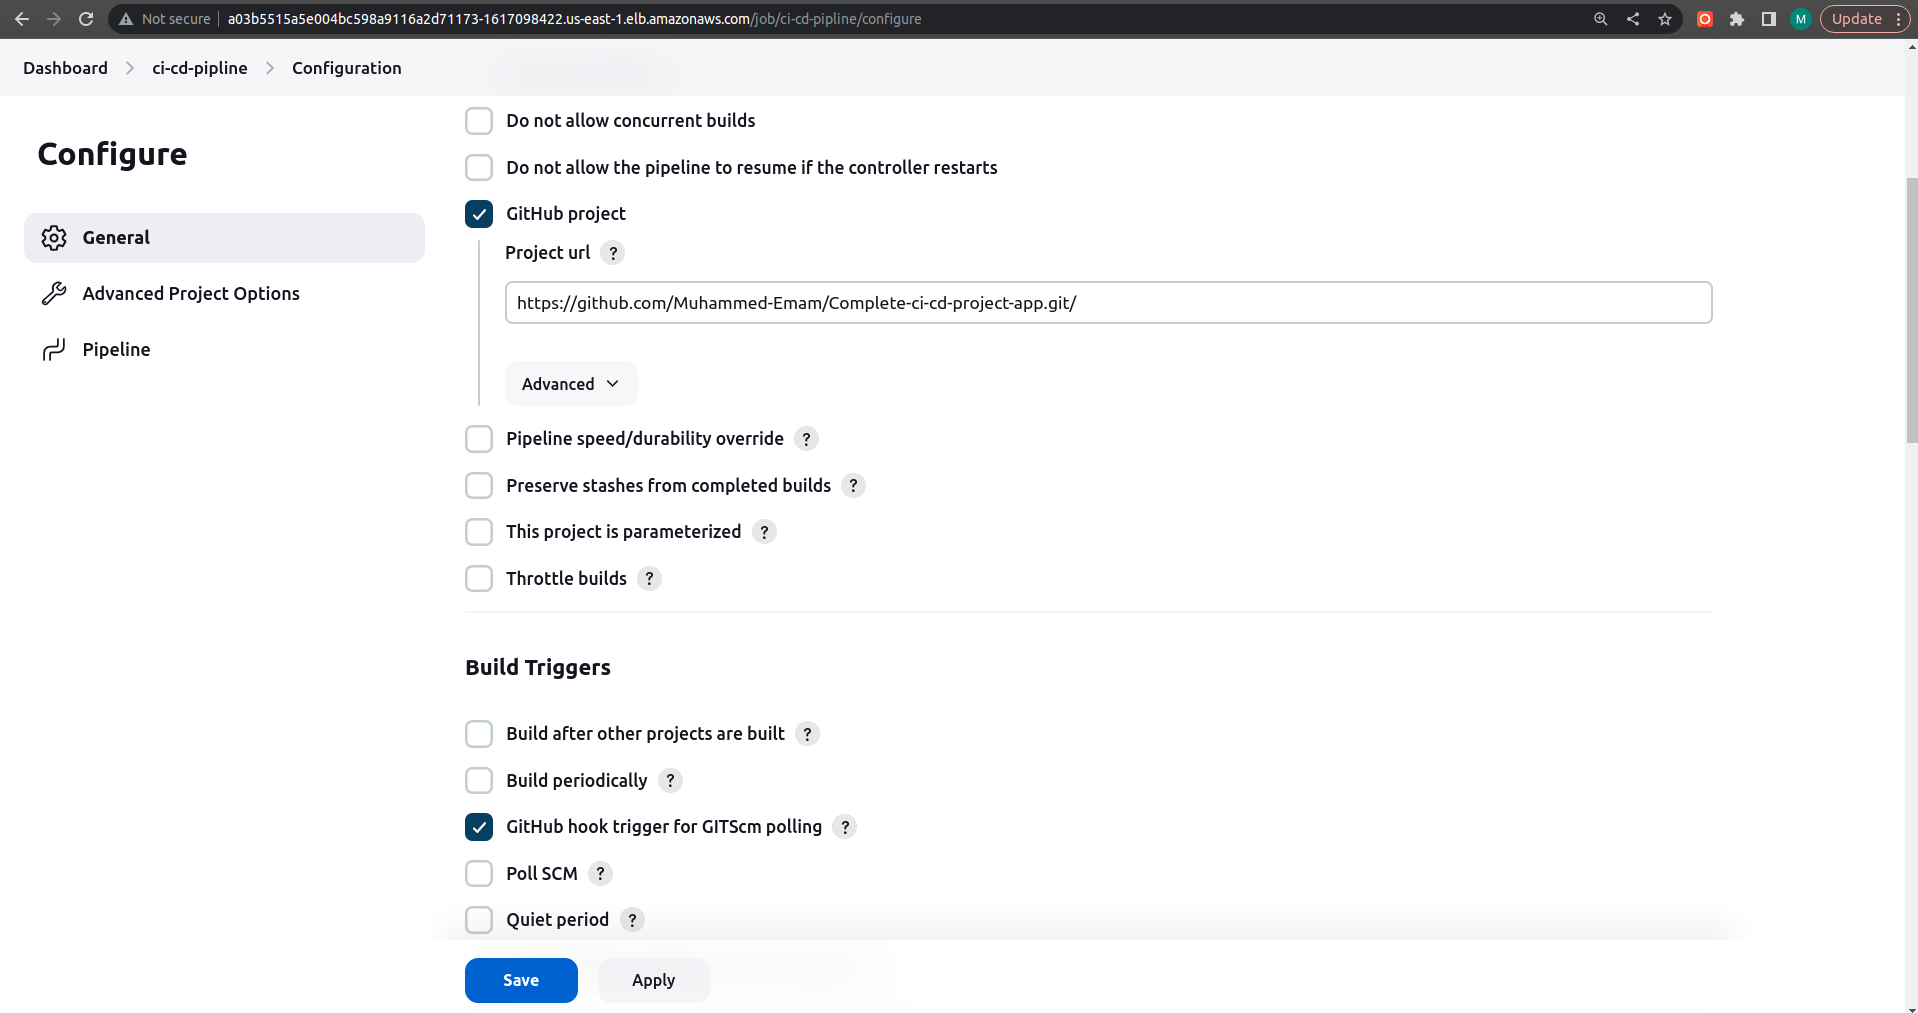 Not secure a03b5515a5e004bc598a9116a2d71173-1617098422.us-east-1.elb.amazonaws.com/job/ci-cd-pipline/configure M Update
Dashboard ci-cd-pipline Configuration
Configure
General
Advanced Project Options
Pipeline
Do not allow concurrent builds
Do not allow the pipeline to resume if the controller restarts
GitHub project
Project url ?
https://github.com/Muhammed-Emam/Complete-ci-cd-project-app.git/
Advanced
Pipeline speed/durability override ?
Preserve stashes from completed builds ?
This project is parameterized ?
Throttle builds ?
Build Triggers
Build after other projects are built ?
Build periodically ?
GitHub hook trigger for GITScm polling ?
Poll SCM ?
Quiet period ?
Save Apply